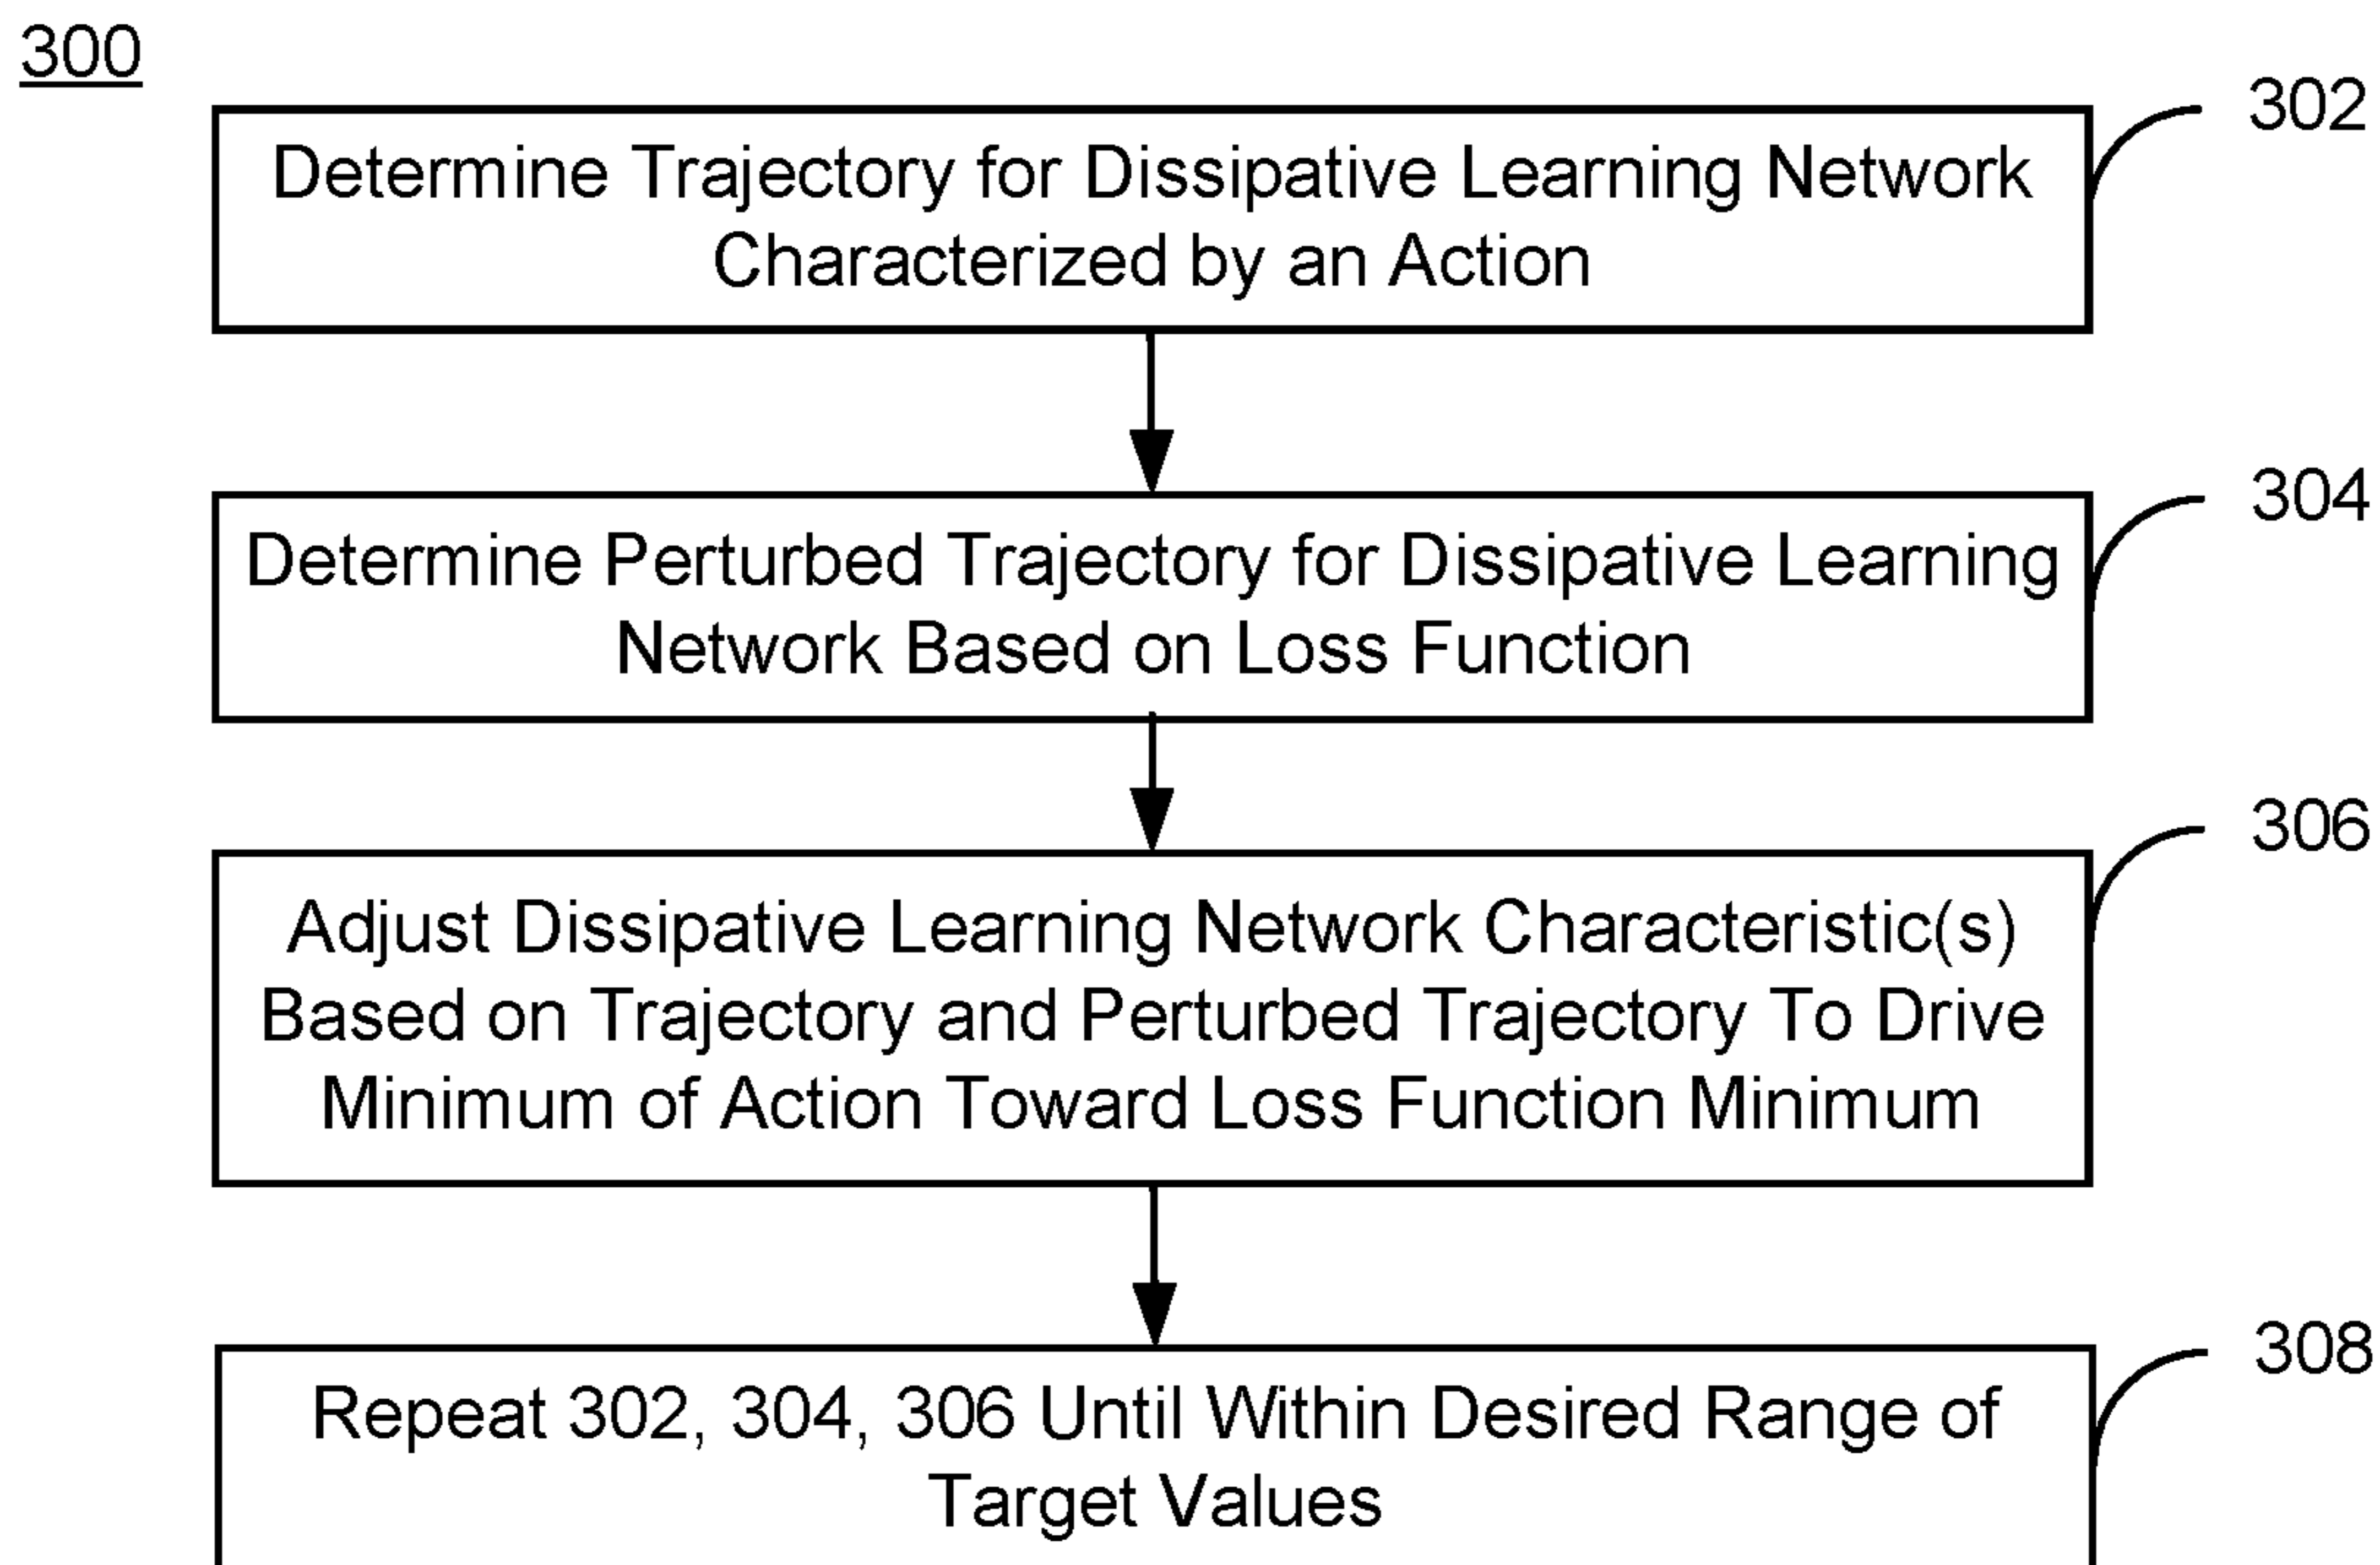 300
302
Determine Trajectory for Dissipative Learning Network
Characterized by an Action
304
Determine Perturbed Trajectory for Dissipative Learning
Network Based on Loss Function
306
Adjust Dissipative Learning Network Characteristic(s)
Based on Trajectory and Perturbed Trajectory To Drive
Minimum of Action Toward Loss Function Minimum
308
Repeat 302, 304, 306 Until Within Desired Range of
Target Values